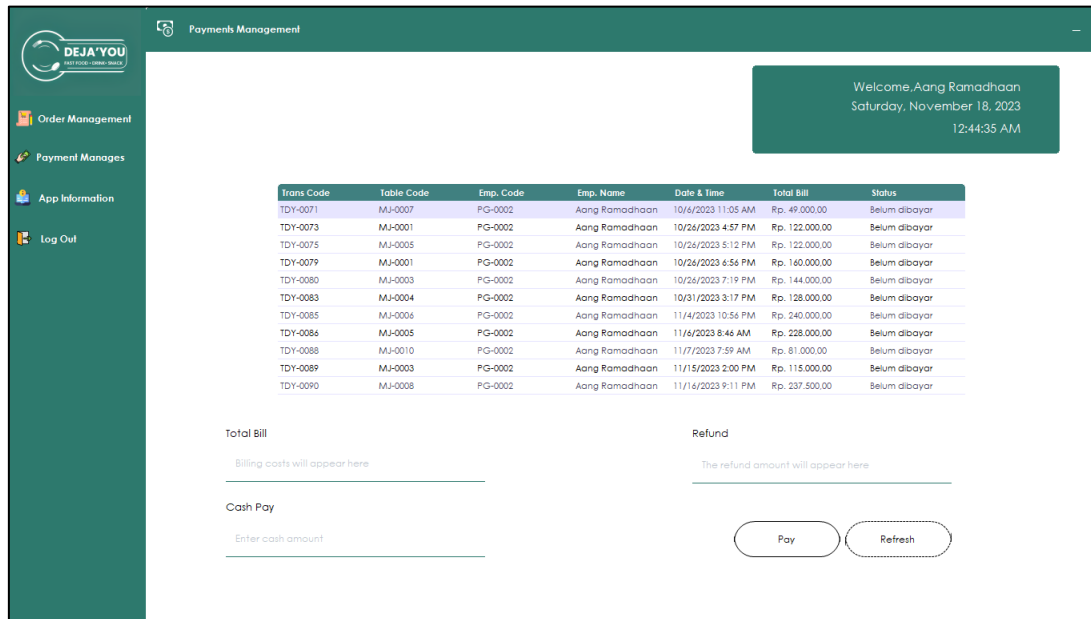 DEJA'YOU
FAST FOOD - DRINK - SNACK
Order Management
Payment Manages
App Information
Log Out
Payments Management
Welcome,Aang Ramadhaan
Saturday, November 18, 2023
12:44:35 AM
Trans Code Table Code Emp. Code Emp. Name Date & Time Total Bill Status
TDY-0071 MJ-0007 PG-0002 Aang Ramadhaan 10/6/2023 11:05 AM Rp. 49.000,00 Belum dibayar
TDY-0073 MJ-0001 PG-0002 Aang Ramadhaan 10/26/2023 4:57 PM Rp. 122.000,00 Belum dibayar
TDY-0075 MJ-0005 PG-0002 Aang Ramadhaan 10/26/2023 5:12 PM Rp. 122.000,00 Belum dibayar
TDY-0079 MJ-0001 PG-0002 Aang Ramadhaan 10/26/2023 6:56 PM Rp. 160.000,00 Belum dibayar
TDY-0080 MJ-0003 PG-0002 Aang Ramadhaan 10/26/2023 7:19 PM Rp. 144.000,00 Belum dibayar
TDY-0083 MJ-0004 PG-0002 Aang Ramadhaan 10/31/2023 3:17 PM Rp. 128.000,00 Belum dibayar
TDY-0085 MJ-0006 PG-0002 Aang Ramadhaan 11/4/2023 10:56 PM Rp. 240.000,00 Belum dibayar
TDY-0086 MJ-0005 PG-0002 Aang Ramadhaan 11/6/2023 8:46 AM Rp. 228.000,00 Belum dibayar
TDY-0088 MJ-0010 PG-0002 Aang Ramadhaan 11/7/2023 7:59 AM Rp. 81.000,00 Belum dibayar
TDY-0089 MJ-0003 PG-0002 Aang Ramadhaan 11/15/2023 2:00 PM Rp. 115.000,00 Belum dibayar
TDY-0090 MJ-0008 PG-0002 Aang Ramadhaan 11/16/2023 9:11 PM Rp. 237.500,00 Belum dibayar
Total Bill
Billing costs will appear here
Refund
The refund amount will appear here
Cash Pay
Enter cash amount
Pay
Refresh